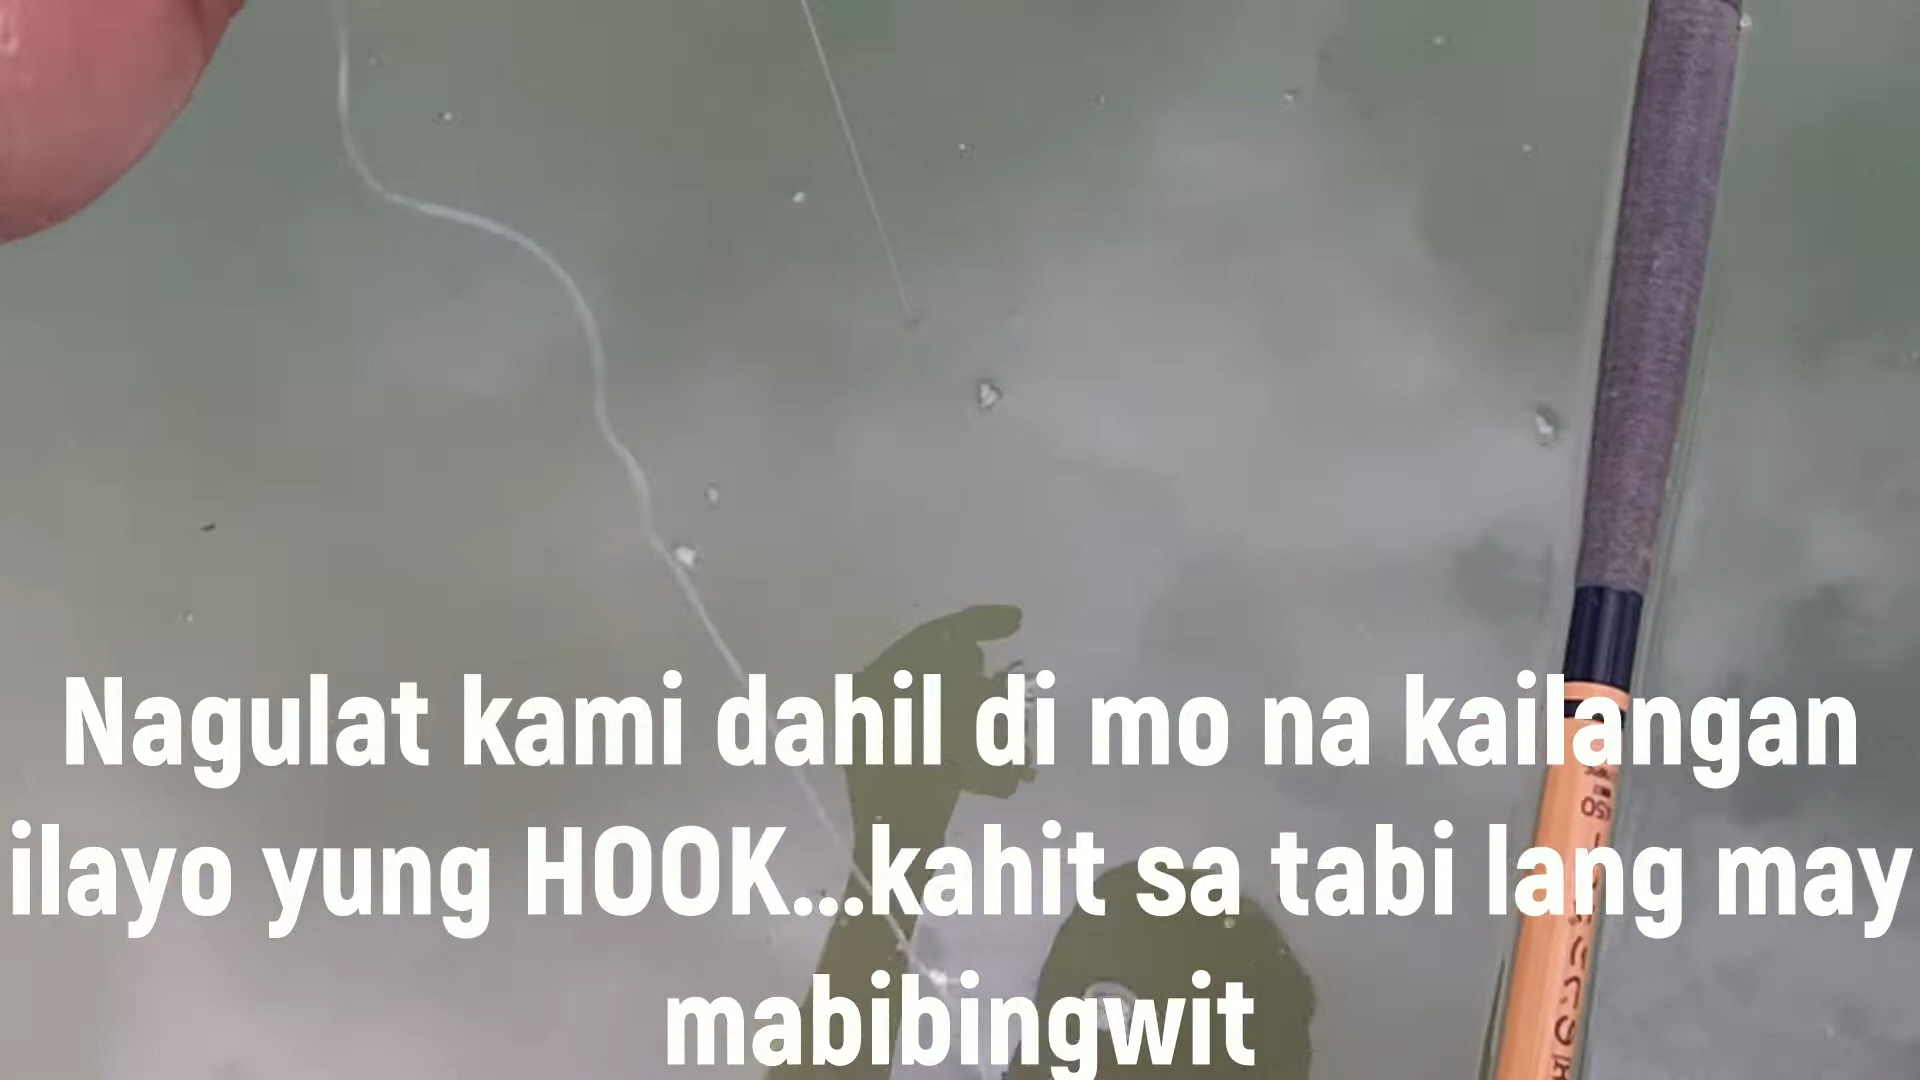 Nagulat kami dahil di mo na kailangan
ilayo yung HOOK...kahit sa tabi lang may
mabibingwit